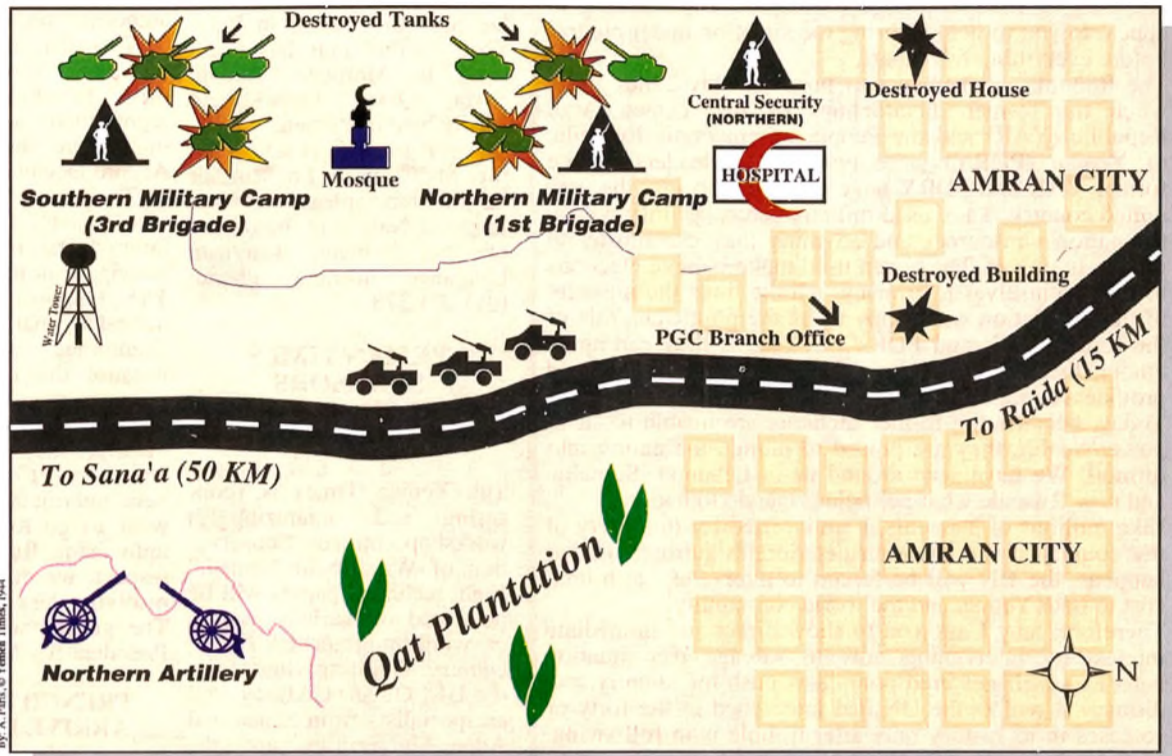 Destroyed Tanks
Central Security
(NORTHERN)
Destroyed House
Mosque
HOSPITAL
AMRAN CITY
Southern Military Camp
(3rd Brigade)
Northern Military Camp
(1st Brigade)
Water Tower
Destroyed Building
PGC Branch Office
To Raida (15 KM
To Sana'a (50 KM)
Qat Plantation
AMRAN CITY
Northern Artillery
N
© Yemen Times,